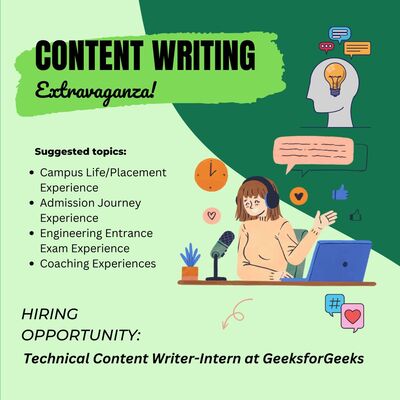 CONTENT WRITING
Extravaganza!
Suggested topics:
• Campus Life/Placement
Experience
• Admission Journey
Experience
• Engineering Entrance
Exam Experience
• Coaching Experiences
HIRING
OPPORTUNITY:
Technical Content Writer-Intern at GeeksforGeeks